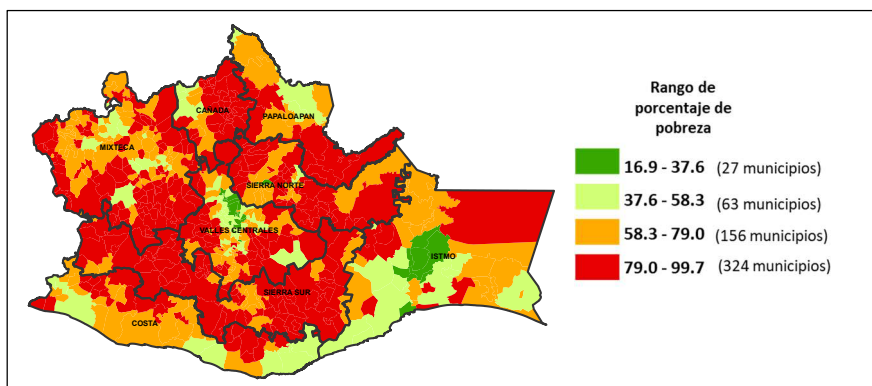 CAÑADA
PAPALOAPAN
MIXTECA
SIERRA NORTE
VALLES CENTRALES
ISTMO
SIERRA SUR
COSTA
Rango de
porcentaje de
pobreza
16.9 - 37.6 (27 municipios)
37.6 - 58.3 (63 municipios)
58.3 - 79.0 (156 municipios)
79.0 - 99.7 (324 municipios)